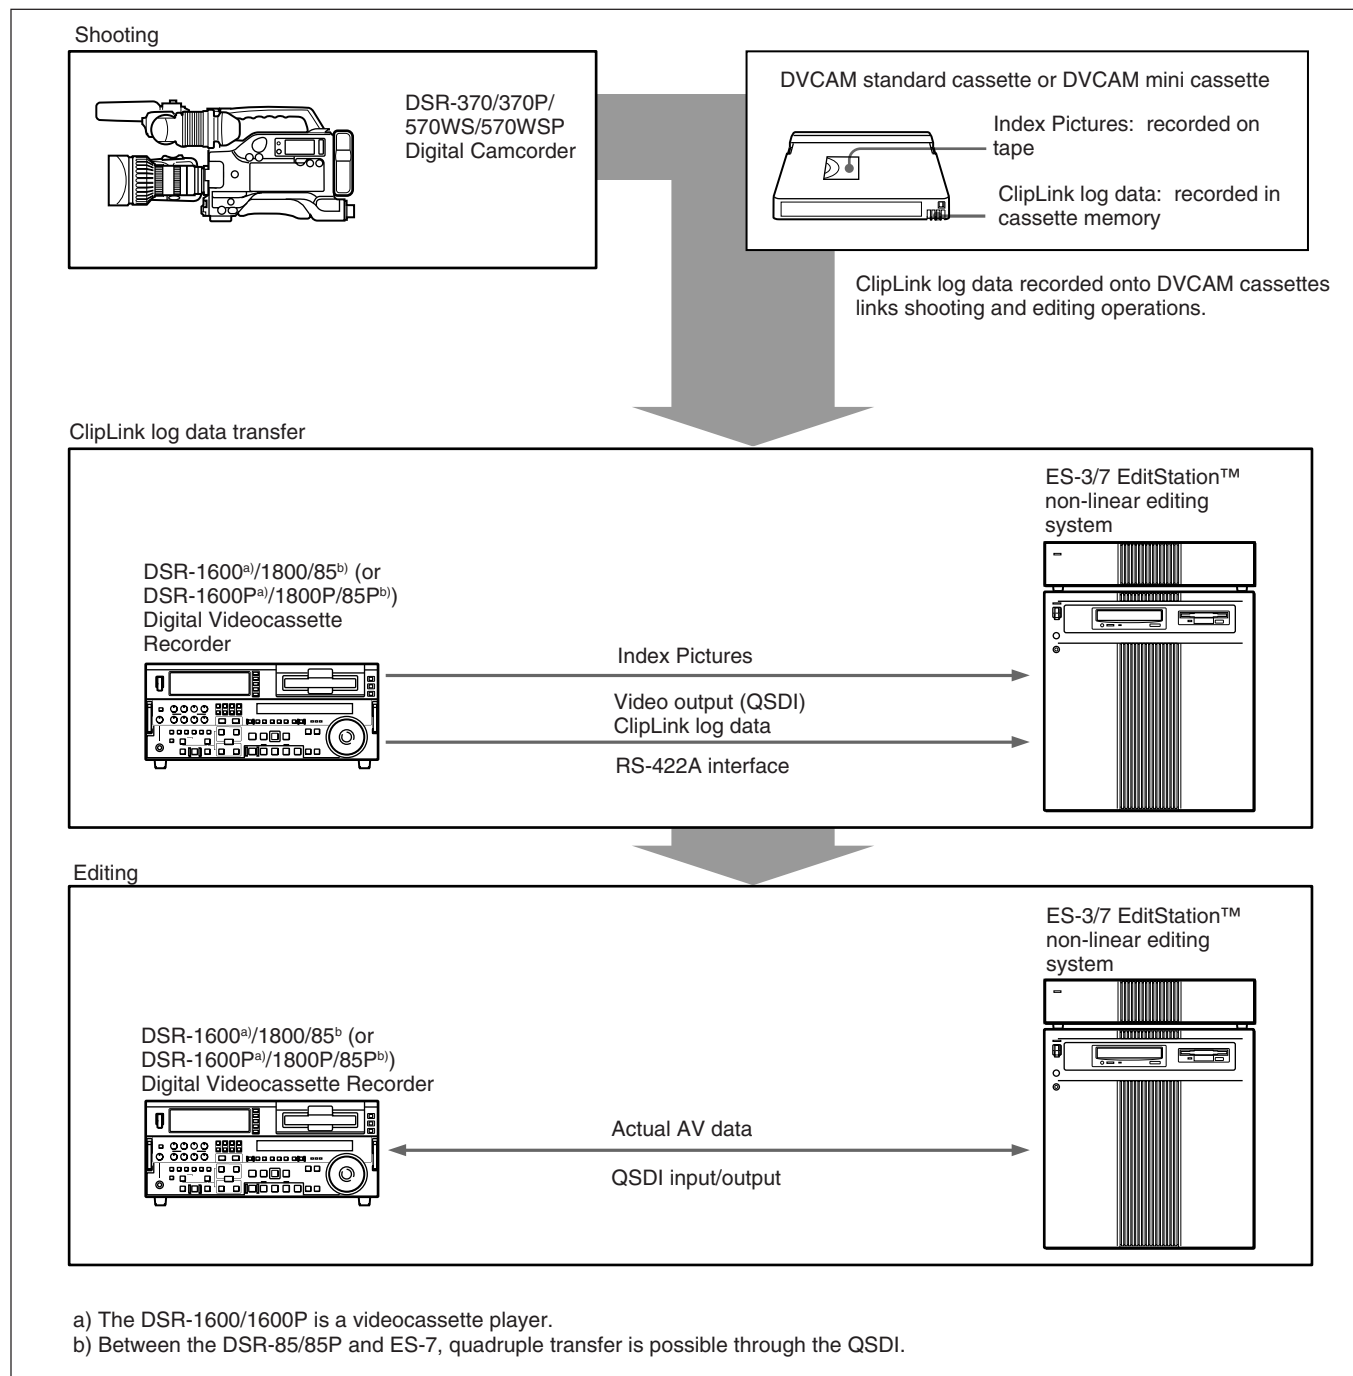 Shooting
DSR-370/370P/
570WS/570WSP
Digital Camcorder
DVCAM standard cassette or DVCAM mini cassette
Index Pictures: recorded on
tape
ClipLink log data: recorded in
cassette memory
ClipLink log data recorded onto DVCAM cassettes
links shooting and editing operations.
ClipLink log data transfer
ES-3/7 EditStation™
non-linear editing
system
DSR-1600a)/1800/85b) (or
DSR-1600Pa)/1800P/85Pb))
Digital Videocassette
Recorder
Index Pictures
Video output (QSDI)
ClipLink log data
RS-422A interface
Editing
ES-3/7 EditStation™
non-linear editing
system
DSR-1600a)/1800/85b (or
DSR-1600Pa)/1800P/85Pb))
Digital Videocassette Recorder
Actual AV data
QSDI input/output
a) The DSR-1600/1600P is a videocassette player.
b) Between the DSR-85/85P and ES-7, quadruple transfer is possible through the QSDI.